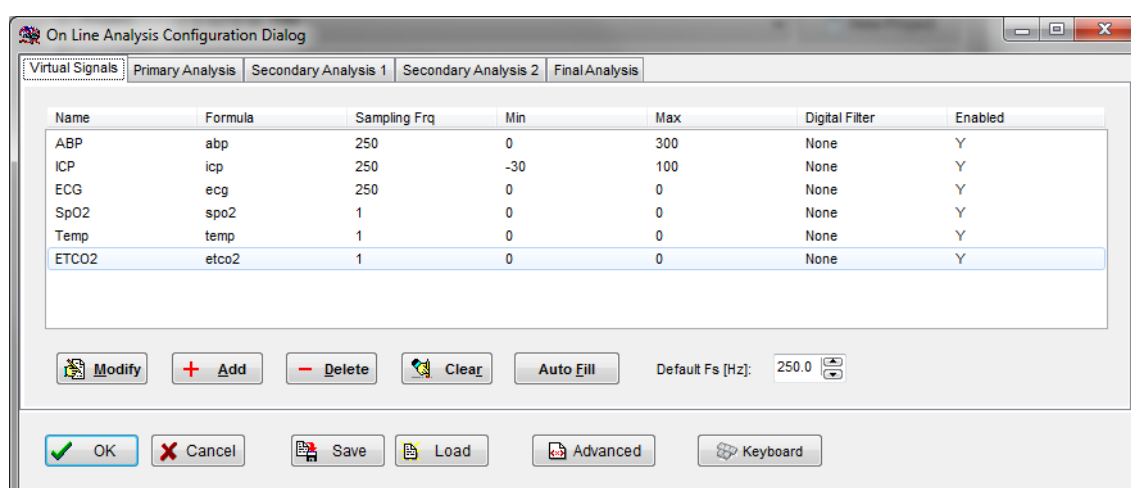 On Line Analysis Configuration Dialog
Virtual Signals Primary Analysis Secondary Analysis 1 Secondary Analysis 2 Final Analysis
Name Formula Sampling Frq Min Max Digital Filter Enabled
ABP abp 250 0 300 None Y
ICP icp 250 -30 100 None Y
ECG ecg 250 0 0 None Y
SpO2 spo2 1 0 0 None Y
Temp temp 1 0 0 None Y
ETCO2 etco2 1 0 0 None Y
Modify Add Delete Clear Auto Fill Default Fs [Hz]: 250.0
OK Cancel Save Load Advanced Keyboard